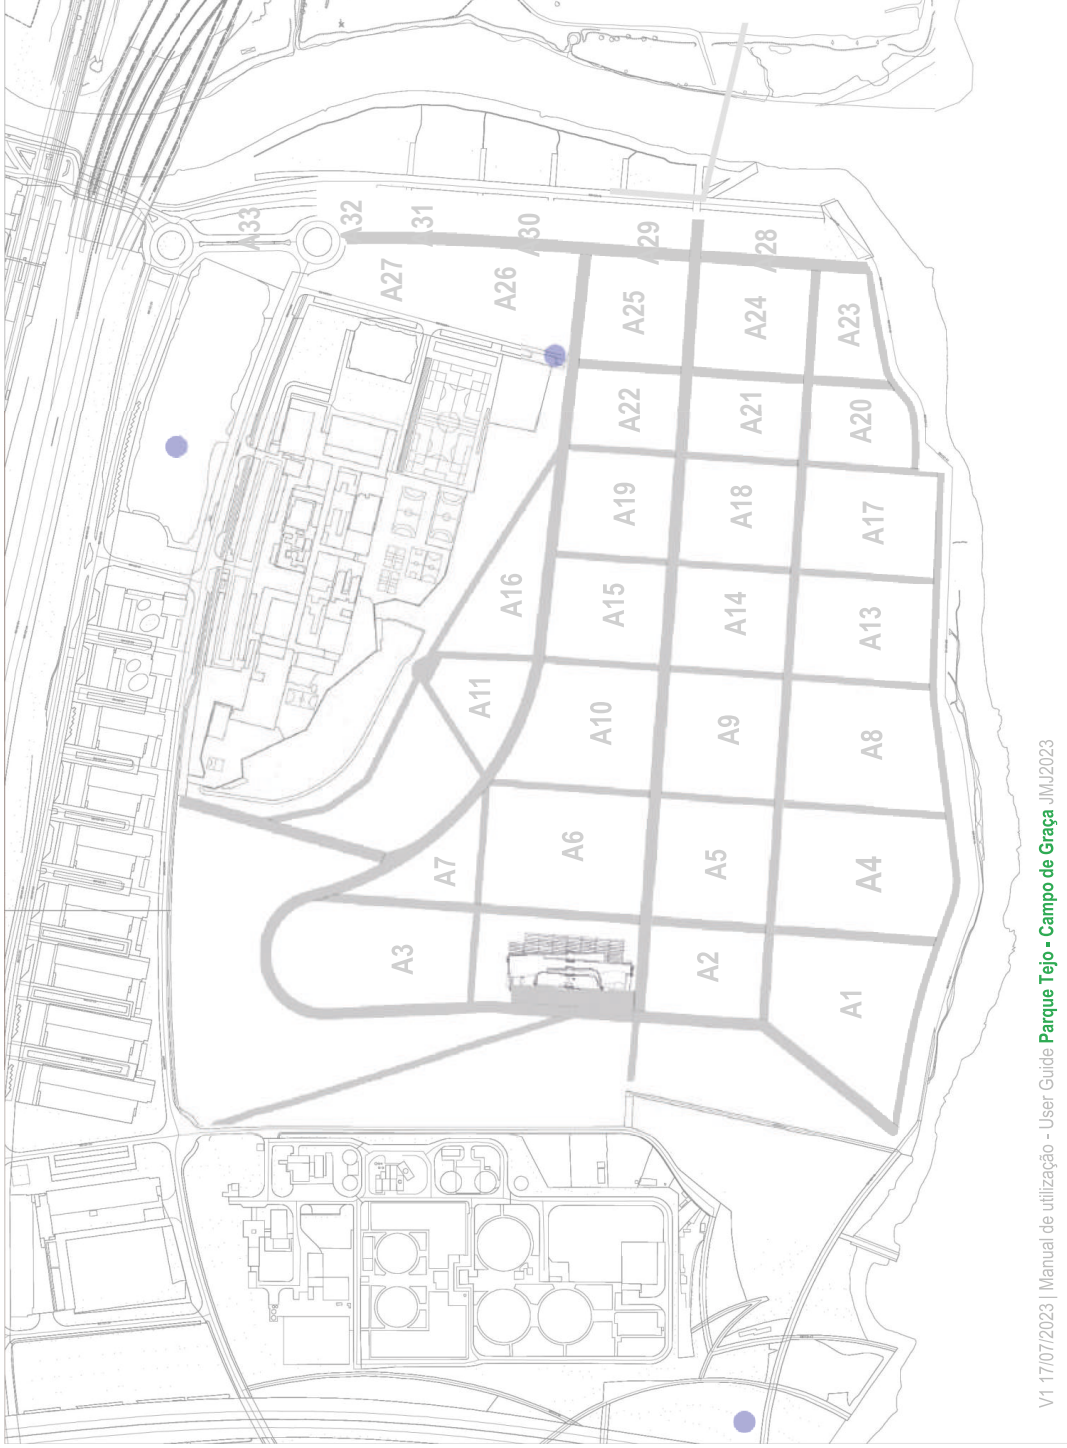 A33
A32
A31
A30
A29
A28
A27
A26
A25
A24
A23
A22
A21
A20
A19
A18
A17
A16
A15
A14
A13
A11
A10
A9
A8
A7
A6
A5
A4
A3
A2
A1
V1 17/07/2023 | Manual de utilização - User Guide Parque Tejo - Campo de Graça JMJ2023